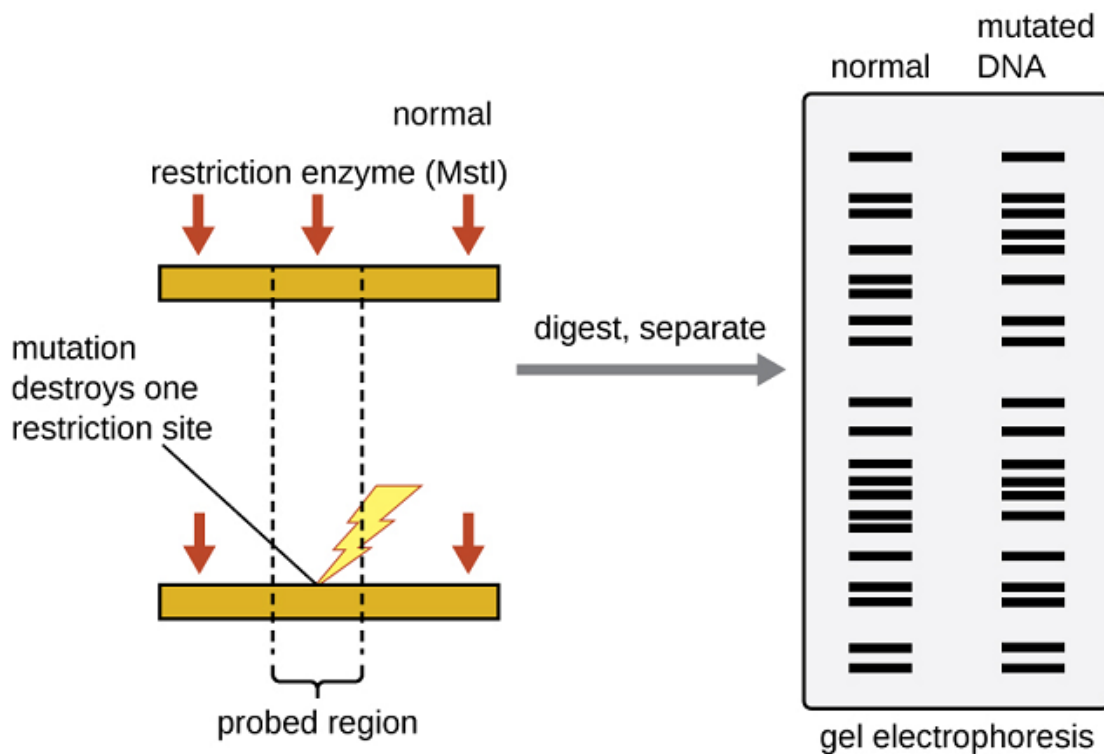 normal
restriction enzyme (MstI)
mutation
destroys one
restriction site
probed region
digest, separate
normal
mutated
DNA
gel electrophoresis